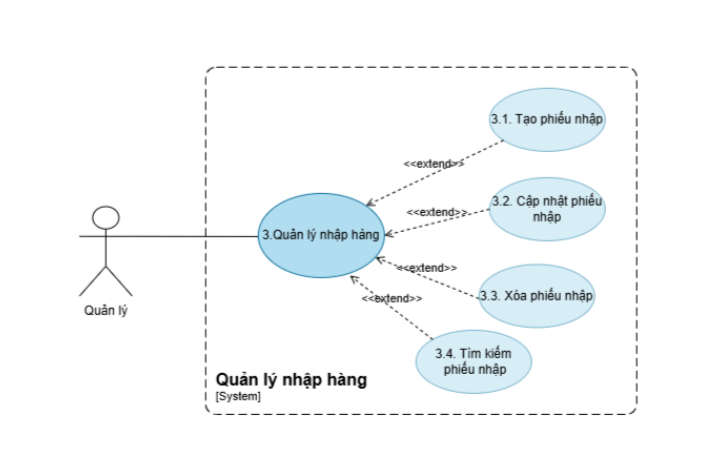 3.1. Tạo phiếu nhập
<<extend>>
3.2. Cập nhật phiếu
nhập
<<extend>>
3.Quản lý nhập hàng
<<extend>>
3.3. Xóa phiếu nhập
<<extend>>
Quản lý
3.4. Tìm kiếm
phiếu nhập
Quản lý nhập hàng
[System]